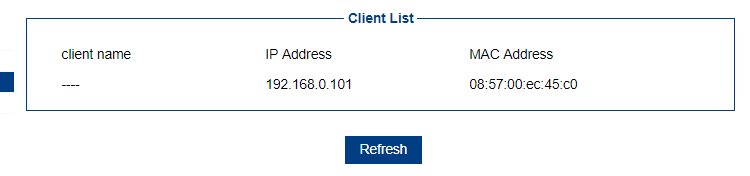 Client List
client name IP Address MAC Address
---- 192.168.0.101 08:57:00:ec:45:c0
Refresh